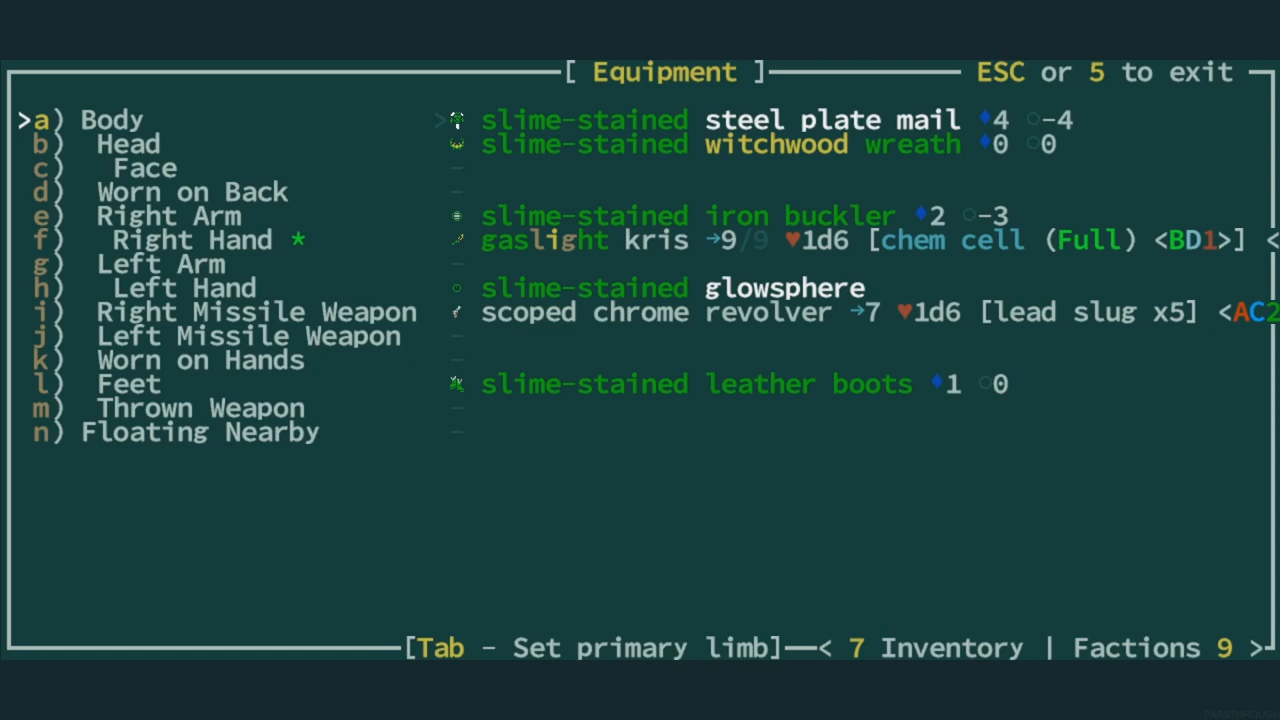 [ Equipment ] ESC or 5 to exit
>a) Body > slime-stained steel plate mail ♦4 ○-4
b) Head slime-stained witchwood wreath ♦0 ○0
c) Face -
d) Worn on Back -
e) Right Arm slime-stained iron buckler ♦2 ○-3
f) Right Hand * gaslight kris →9/9 ♥1d6 [chem cell (Full) <BD1>] <
g) Left Arm -
h) Left Hand slime-stained glowsphere
i) Right Missile Weapon scoped chrome revolver →7 ♥1d6 [lead slug x5] <AC2
j) Left Missile Weapon -
k) Worn on Hands -
l) Feet slime-stained leather boots ♦1 ○0
m) Thrown Weapon -
n) Floating Nearby -
[Tab - Set primary limb] < 7 Inventory | Factions 9 >